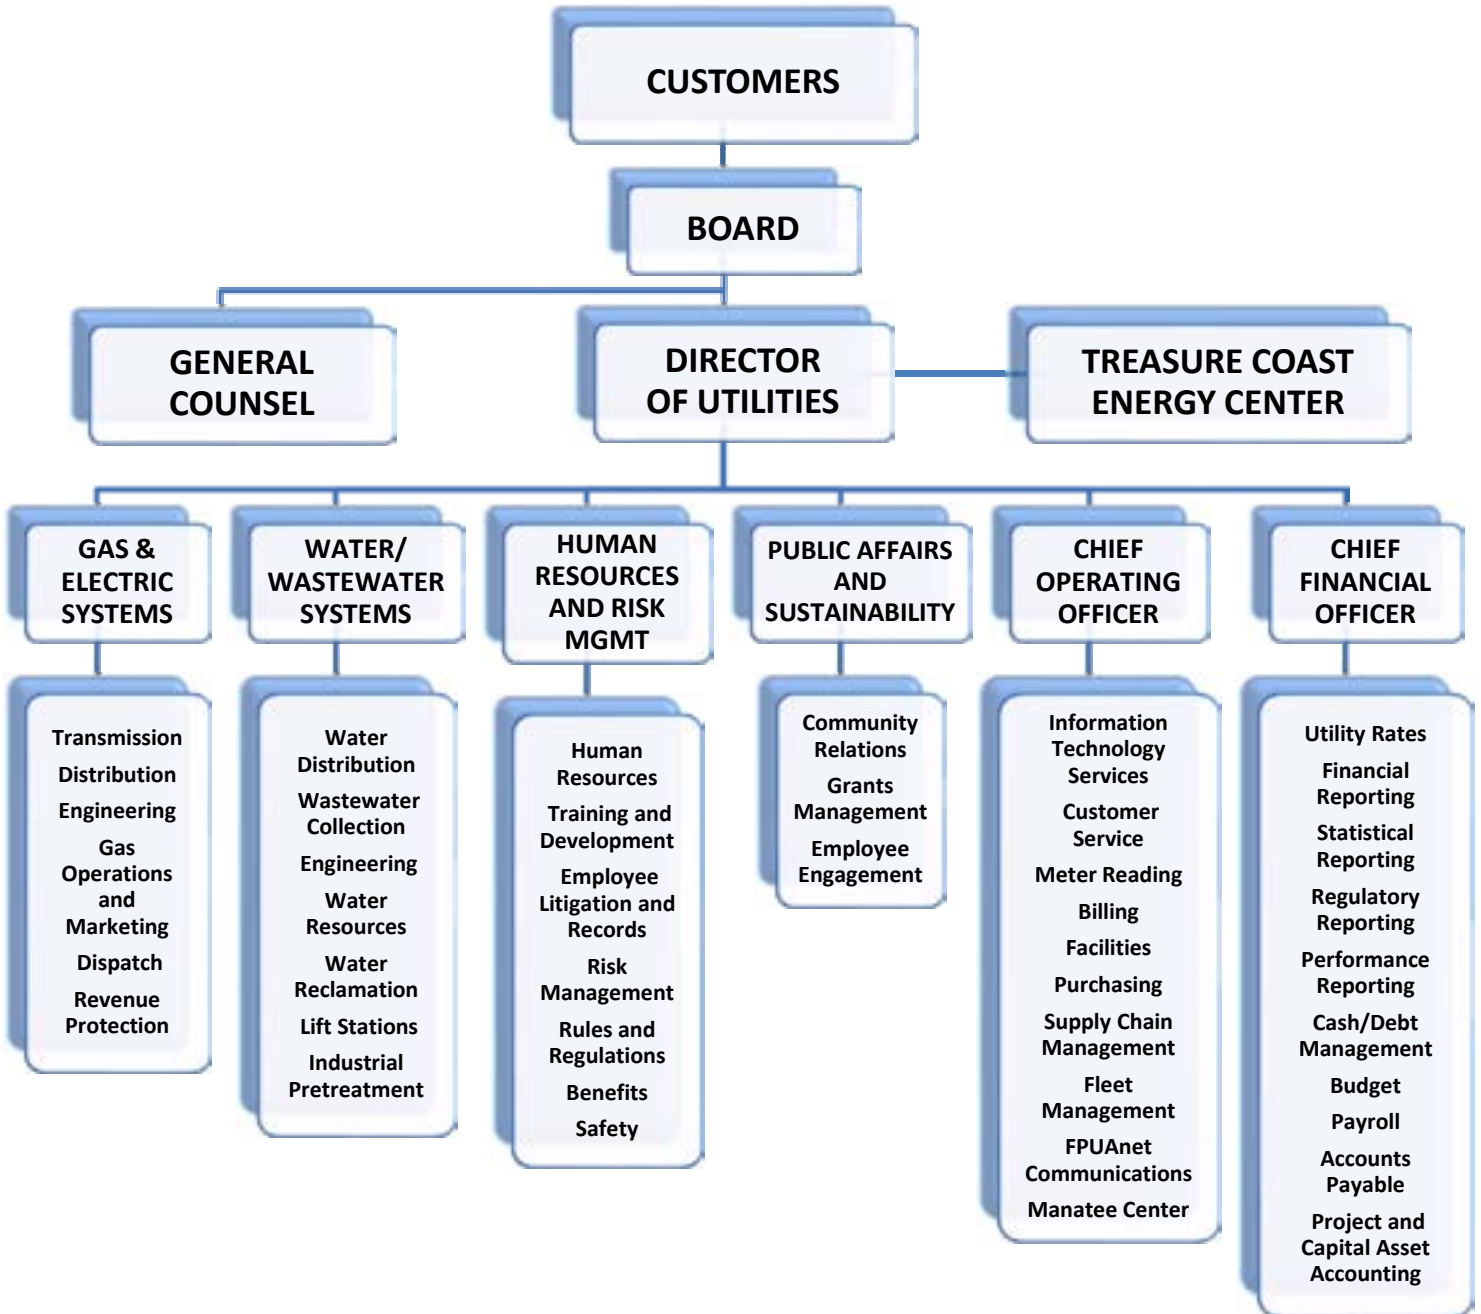 CUSTOMERS
BOARD
GENERAL
COUNSEL
DIRECTOR
OF UTILITIES
TREASURE COAST
ENERGY CENTER
GAS &
ELECTRIC
SYSTEMS
WATER/
WASTEWATER
SYSTEMS
HUMAN
RESOURCES
AND RISK
MGMT
PUBLIC AFFAIRS
AND
SUSTAINABILITY
CHIEF
OPERATING
OFFICER
CHIEF
FINANCIAL
OFFICER
Transmission
Distribution
Engineering
Gas
Operations
and
Marketing
Dispatch
Revenue
Protection
Water
Distribution
Wastewater
Collection
Engineering
Water
Resources
Water
Reclamation
Lift Stations
Industrial
Pretreatment
Human
Resources
Training and
Development
Employee
Litigation and
Records
Risk
Management
Rules and
Regulations
Benefits
Safety
Community
Relations
Grants
Management
Employee
Engagement
Information
Technology
Services
Customer
Service
Meter Reading
Billing
Facilities
Purchasing
Supply Chain
Management
Fleet
Management
FPUAnet
Communications
Manatee Center
Utility Rates
Financial
Reporting
Statistical
Reporting
Regulatory
Reporting
Performance
Reporting
Cash/Debt
Management
Budget
Payroll
Accounts
Payable
Project and
Capital Asset
Accounting